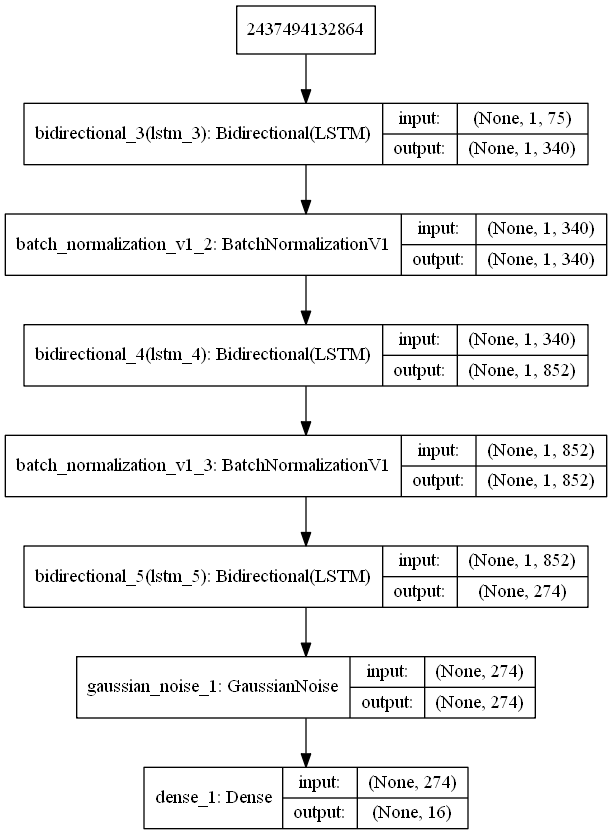 2437494132864
bidirectional_3(lstm_3): Bidirectional(LSTM)
input: (None, 1, 75)
output: (None, 1, 340)
batch_normalization_v1_2: BatchNormalizationV1
input: (None, 1, 340)
output: (None, 1, 340)
bidirectional_4(lstm_4): Bidirectional(LSTM)
input: (None, 1, 340)
output: (None, 1, 852)
batch_normalization_v1_3: BatchNormalizationV1
input: (None, 1, 852)
output: (None, 1, 852)
bidirectional_5(lstm_5): Bidirectional(LSTM)
input: (None, 1, 852)
output: (None, 274)
gaussian_noise_1: GaussianNoise
input: (None, 274)
output: (None, 274)
dense_1: Dense
input: (None, 274)
output: (None, 16)